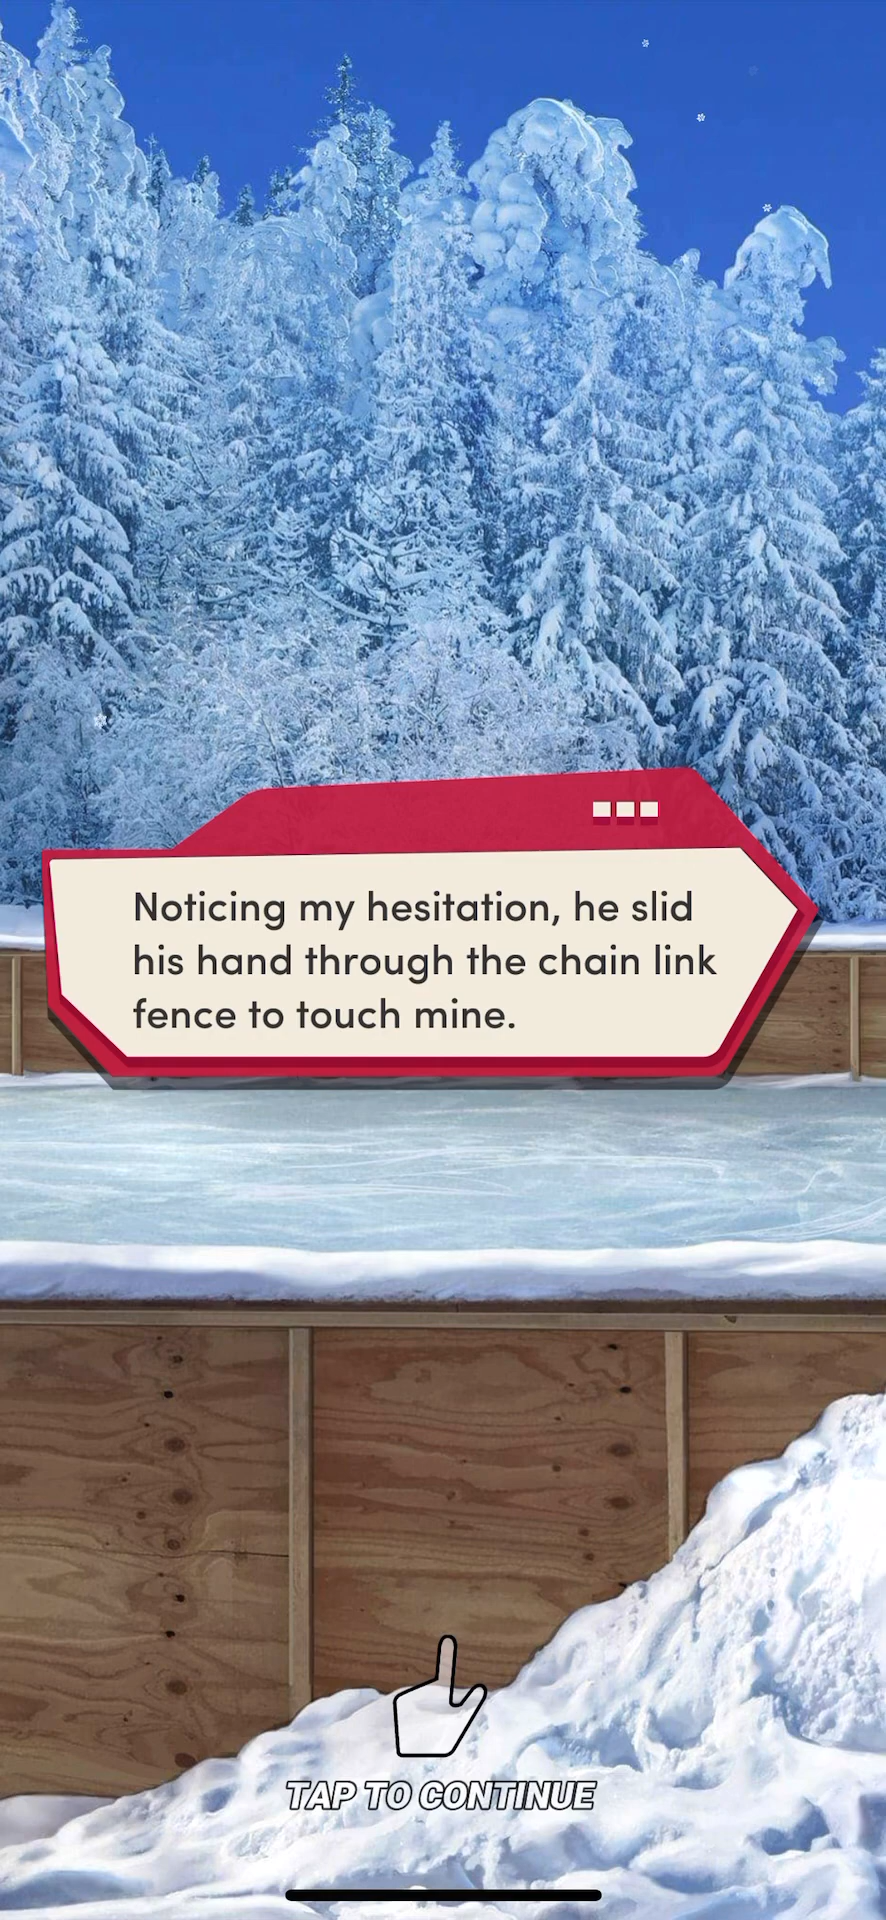 Noticing my hesitation, he slid
his hand through the chain link
fence to touch mine.
TAP TO CONTINUE